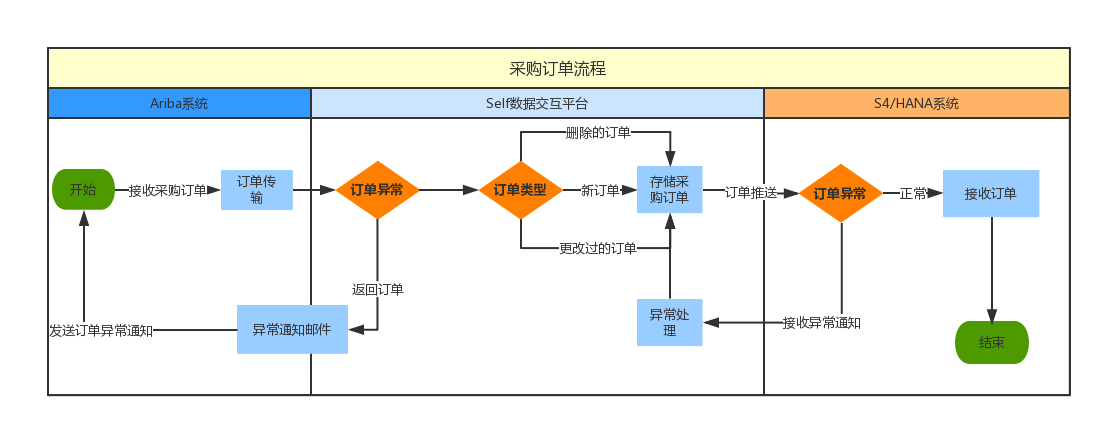 采购订单流程
Ariba系统
Self数据交互平台
S4/HANA系统
删除的订单
开始
接收采购订单
订单传
输
订单异常
订单类型
新订单
存储采
购订单
订单推送
订单异常
正常
接收订单
更改过的订单
返回订单
发送订单异常通知
异常通知邮件
异常处
理
接收异常通知
结束